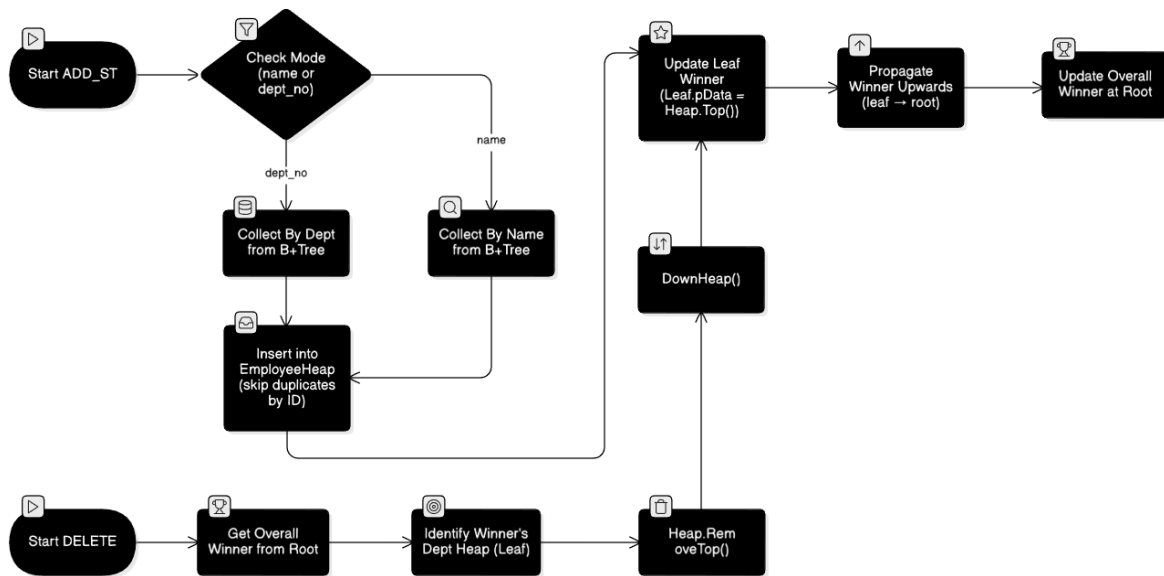 Start ADD_ST
Check Mode
(name or
dept_no)
name
dept_no
Collect By Dept
from B+Tree
Collect By Name
from B+Tree
Insert into
EmployeeHeap
(skip duplicates
by ID)
Update Leaf
Winner
(Leaf.pData =
Heap.Top())
Propagate
Winner Upwards
(leaf → root)
Update Overall
Winner at Root
DownHeap()
Start DELETE
Get Overall
Winner from Root
Identify Winner's
Dept Heap (Leaf)
Heap.Rem
oveTop()